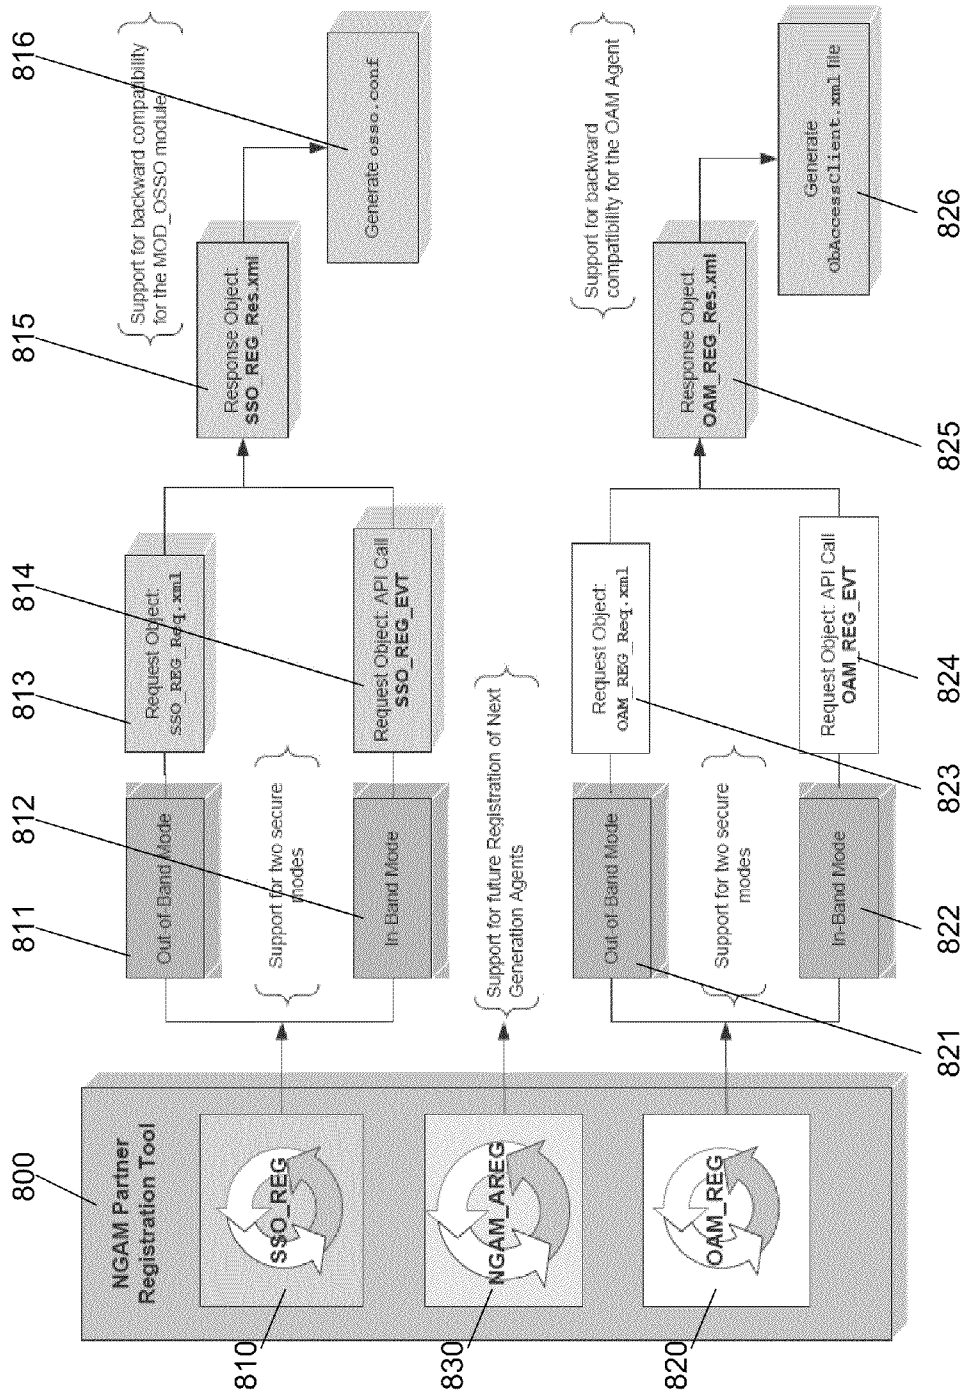 800
NGAM Partner
Registration Tool
810
SSO_REG
830
NGAM_AREG
820
OAM_REG
811
Out of Band Mode
812
Support for two secure
modes
In-Band Mode
813
Request Object:
SSO_REG_Req.xml
814
Request Object: API Call
SSO_REG_EVT
815
Response Object:
SSO_REG_Res.xml
Support for backward compatibility
for the MOD_OSSO module
816
Generate osso.conf
Support for future Registration of Next
Generation Agents
Out of Band Mode
821
Support for two secure
modes
In-Band Mode
822
Request Object:
OAM_REG_Req.xml
823
Request Object: API Call
OAM_REG_EVT
824
Response Object:
OAM_REG_Res.xml
825
Support for backward
compatibility for the OAM Agent
Generate
ObAccessClient.xml file
826